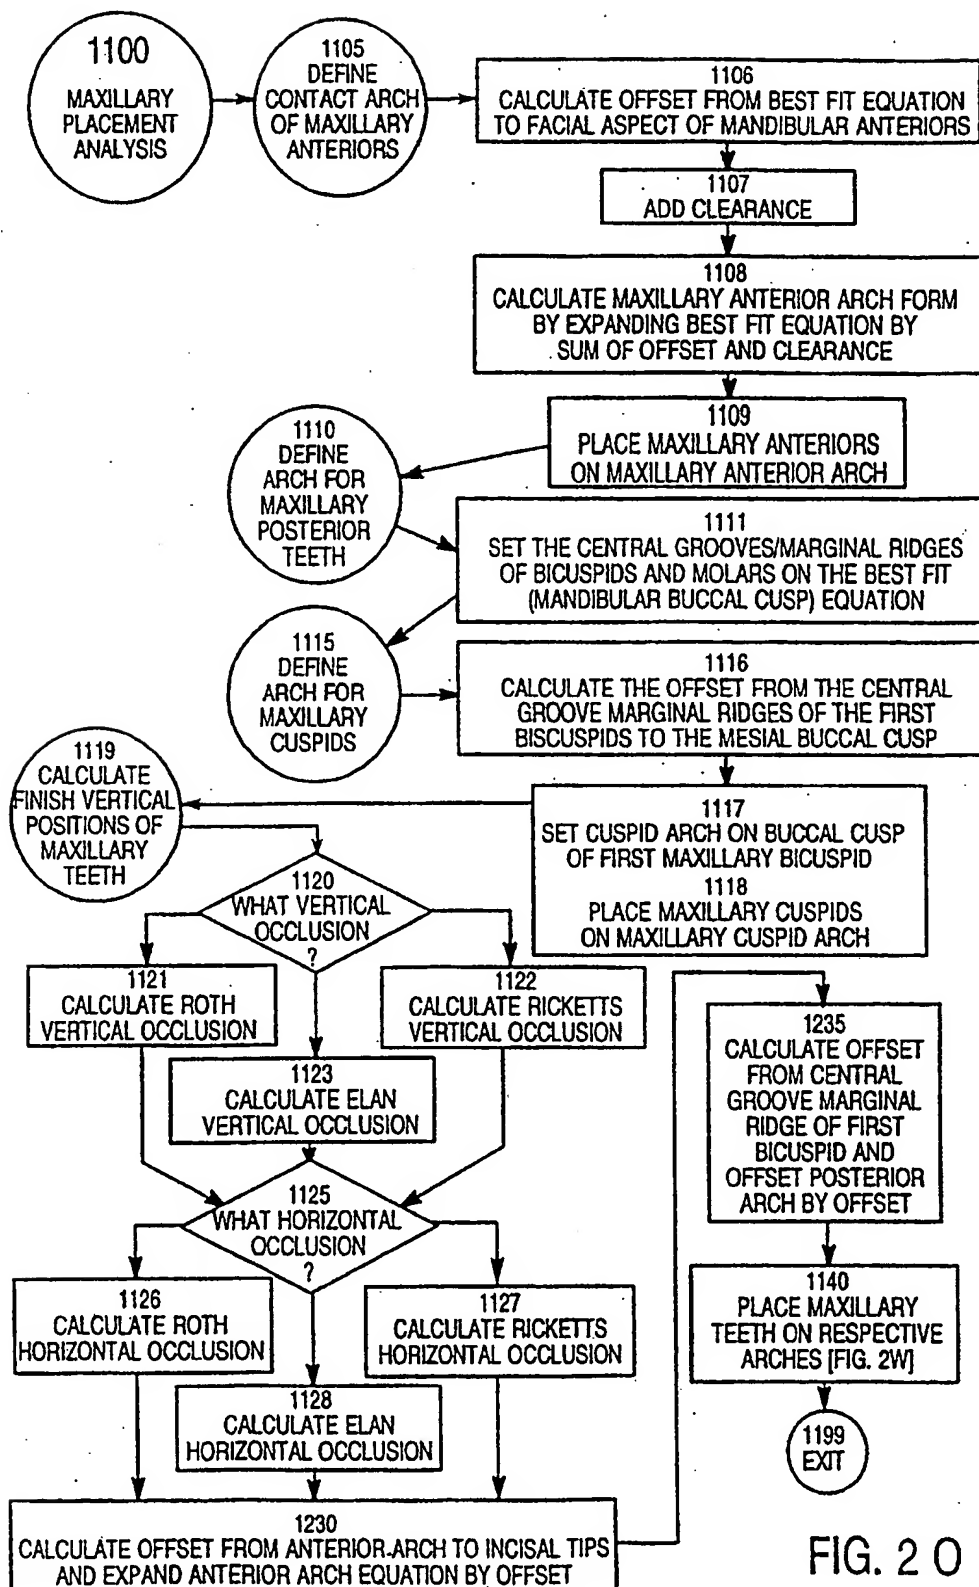 1100
MAXILLARY
PLACEMENT
ANALYSIS
1105
DEFINE
CONTACT ARCH
OF MAXILLARY
ANTERIORS
1106
CALCULATE OFFSET FROM BEST FIT EQUATION
TO FACIAL ASPECT OF MANDIBULAR ANTERIORS
1107
ADD CLEARANCE
1108
CALCULATE MAXILLARY ANTERIOR ARCH FORM
BY EXPANDING BEST FIT EQUATION BY
SUM OF OFFSET AND CLEARANCE
1109
PLACE MAXILLARY ANTERIORS
ON MAXILLARY ANTERIOR ARCH
1110
DEFINE
ARCH FOR
MAXILLARY
POSTERIOR
TEETH
1111
SET THE CENTRAL GROOVES/MARGINAL RIDGES
OF BICUSPIDS AND MOLARS ON THE BEST FIT
(MANDIBULAR BUCCAL CUSP) EQUATION
1115
DEFINE
ARCH FOR
MAXILLARY
CUSPIDS
1116
CALCULATE THE OFFSET FROM THE CENTRAL
GROOVE MARGINAL RIDGES OF THE FIRST
BISCUSPIDS TO THE MESIAL BUCCAL CUSP
1117
SET CUSPID ARCH ON BUCCAL CUSP
OF FIRST MAXILLARY BICUSPID
1118
PLACE MAXILLARY CUSPIDS
ON MAXILLARY CUSPID ARCH
1119
CALCULATE
FINISH VERTICAL
POSITIONS OF
MAXILLARY
TEETH
1120
WHAT VERTICAL
OCCLUSION
?
1121
CALCULATE ROTH
VERTICAL OCCLUSION
1122
CALCULATE RICKETTS
VERTICAL OCCLUSION
1123
CALCULATE ELAN
VERTICAL OCCLUSION
1125
WHAT HORIZONTAL
OCCLUSION
?
1126
CALCULATE ROTH
HORIZONTAL OCCLUSION
1127
CALCULATE RICKETTS
HORIZONTAL OCCLUSION
1128
CALCULATE ELAN
HORIZONTAL OCCLUSION
1230
CALCULATE OFFSET FROM ANTERIOR-ARCH TO INCISAL TIPS
AND EXPAND ANTERIOR ARCH EQUATION BY OFFSET
1235
CALCULATE OFFSET
FROM CENTRAL
GROOVE MARGINAL
RIDGE OF FIRST
BICUSPID AND
OFFSET POSTERIOR
ARCH BY OFFSET
1140
PLACE MAXILLARY
TEETH ON RESPECTIVE
ARCHES [FIG. 2W]
1199
EXIT
FIG. 2 O